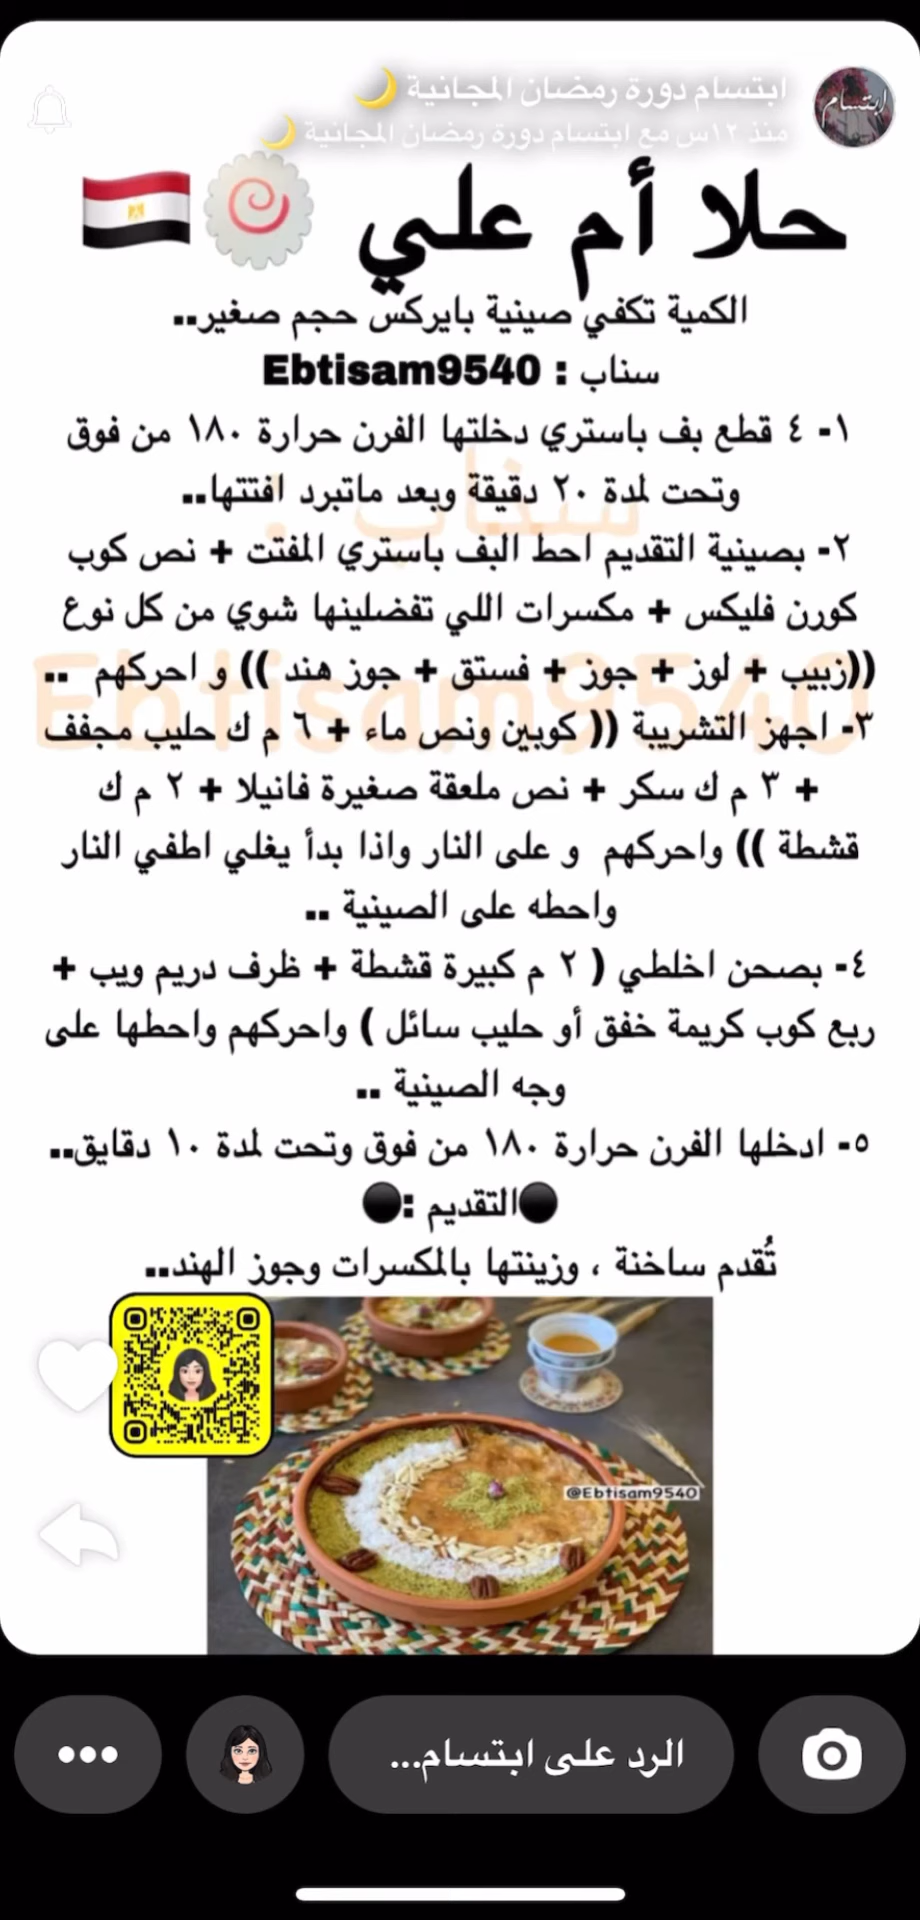 ابتسام دورة رمضان المجانية 🌙
منذ ١٢س مع ابتسام دورة رمضان المجانية 🌙
ابتسام
حلا أم علي 🍥🇪🇬
الكمية تكفي صينية بايركس حجم صغير..
سناب : Ebtisam9540
١- ٤ قطع بف باستري دخلتها الفرن حرارة ١٨٠ من فوق
وتحت لمدة ٢٠ دقيقة وبعد ماتبرد افتتها..
٢- بصينية التقديم احط البف باستري المفتت + نص كوب
كورن فليكس + مكسرات اللي تفضلينها شوي من كل نوع
((زبيب + لوز + جوز + فستق + جوز هند )) و احركهم ..
٣- اجهز التشريبة (( كوبين ونص ماء + ٦ م ك حليب مجفف
+ ٣ م ك سكر + نص ملعقة صغيرة فانيلا + ٢ م ك
قشطة )) واحركهم و على النار واذا بدأ يغلي اطفي النار
واحطه على الصينية ..
٤- بصحن اخلطي ( ٢ م كبيرة قشطة + ظرف دريم ويب +
ربع كوب كريمة خفق أو حليب سائل ) واحركهم واحطها على
وجه الصينية ..
٥- ادخلها الفرن حرارة ١٨٠ من فوق وتحت لمدة ١٠ دقايق..
⚫التقديم :⚫
تُقدم ساخنة ، وزينتها بالمكسرات وجوز الهند..
سناب :
Ebtisam9540
@Ebtisam9540
الرد على ابتسام...